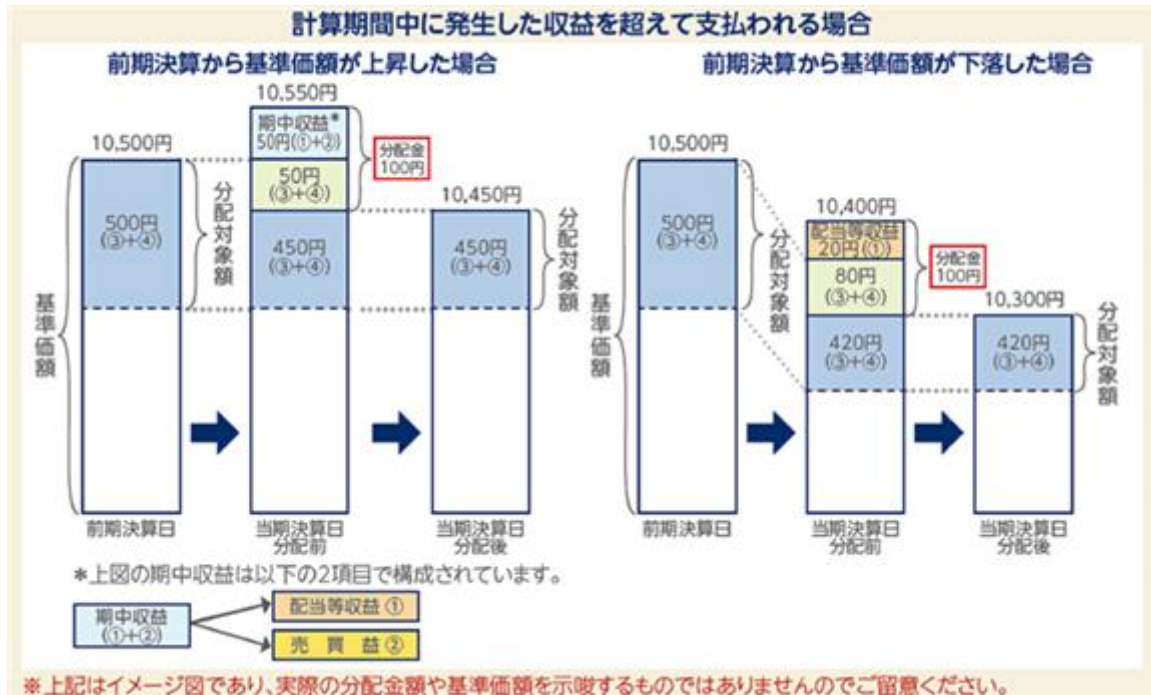 計算期間中に発生した収益を超えて支払われる場合
前期決算から基準価額が上昇した場合
10,500円
500円
(③+④)
分配対象額
基準価額
10,550円
期中収益*
50円(①+②)
50円
(③+④)
450円
(③+④)
分配金
100円
10,450円
450円
(③+④)
分配対象額
前期決算日
当期決算日
分配前
当期決算日
分配後
*上図の期中収益は以下の2項目で構成されています。
期中収益
(①+②)
配当等収益 ①
売 買 益 ②
前期決算から基準価額が下落した場合
10,500円
500円
(③+④)
分配対象額
基準価額
10,400円
配当等収益
20円(①)
80円
(③+④)
420円
(③+④)
分配金
100円
10,300円
420円
(③+④)
分配対象額
前期決算日
当期決算日
分配前
当期決算日
分配後
※上記はイメージ図であり、実際の分配金額や基準価額を示唆するものではありませんのでご留意ください。